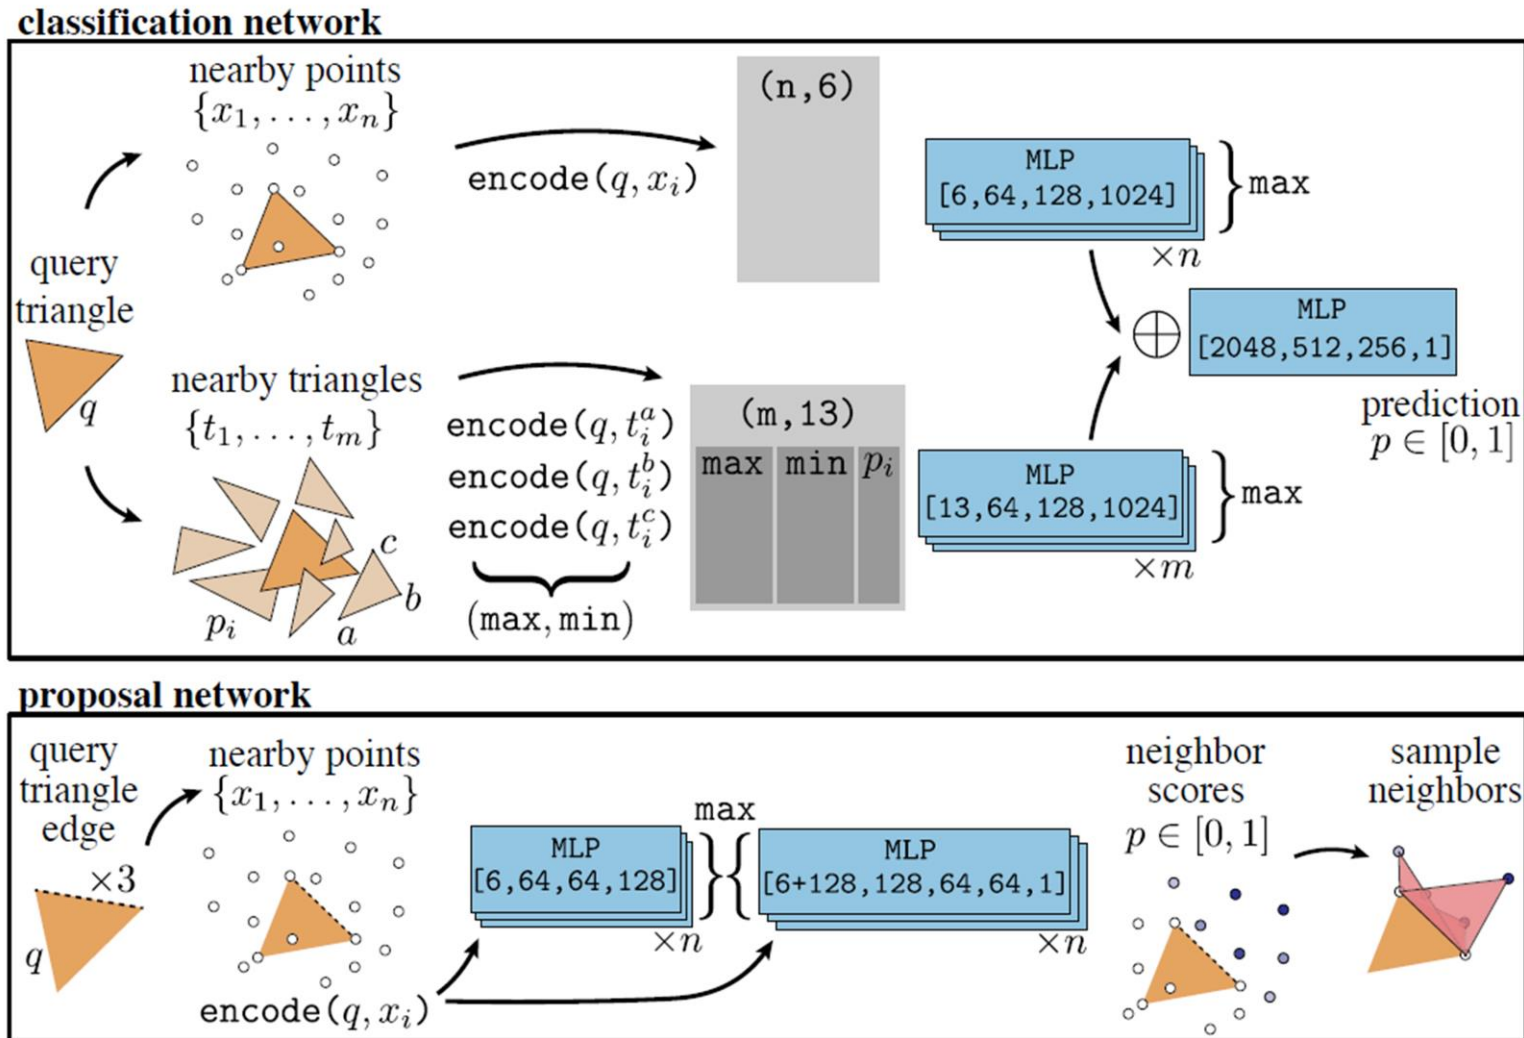 classification network
nearby points
{x₁, . . . , xₙ}
encode(q, xᵢ)
(n,6)
MLP
[6,64,128,1024]
max
×n
query
triangle
q
nearby triangles
{t₁, . . . , tₘ}
encode(q, tᵢᵃ)
encode(q, tᵢᵇ)
encode(q, tᵢᶜ)
(max, min)
pᵢ
a
b
c
(m,13)
max min pᵢ
MLP
[13,64,128,1024]
max
×m
⊕
MLP
[2048,512,256,1]
prediction
p ∈ [0, 1]
proposal network
query
triangle
edge
×3
q
nearby points
{x₁, . . . , xₙ}
encode(q, xᵢ)
MLP
[6,64,64,128]
×n
max
MLP
[6+128,128,64,64,1]
×n
neighbor
scores
p ∈ [0, 1]
sample
neighbors